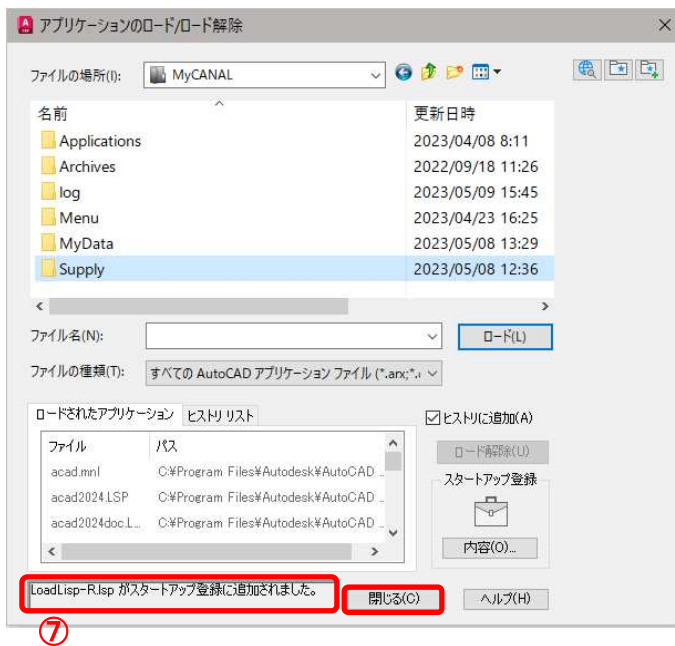 アプリケーションのロード/ロード解除
ファイルの場所(I): MyCANAL
名前 更新日時
Applications 2023/04/08 8:11
Archives 2022/09/18 11:26
log 2023/05/09 15:45
Menu 2023/04/23 16:25
MyData 2023/05/08 13:29
Supply 2023/05/08 12:36
ファイル名(N): ロード(L)
ファイルの種類(T): すべての AutoCAD アプリケーション ファイル (*.arx;*.
ロードされたアプリケーション ヒストリ リスト ヒストリに追加(A)
ファイル パス ロード解除(U)
acad.mnl C:¥Program Files¥Autodesk¥AutoCAD ...
スタートアップ登録
acad2024.LSP C:¥Program Files¥Autodesk¥AutoCAD ...
acad2024doc.L... C:¥Program Files¥Autodesk¥AutoCAD ...
内容(O)...
LoadLisp-R.lsp がスタートアップ登録に追加されました。 閉じる(C) ヘルプ(H)
⑦